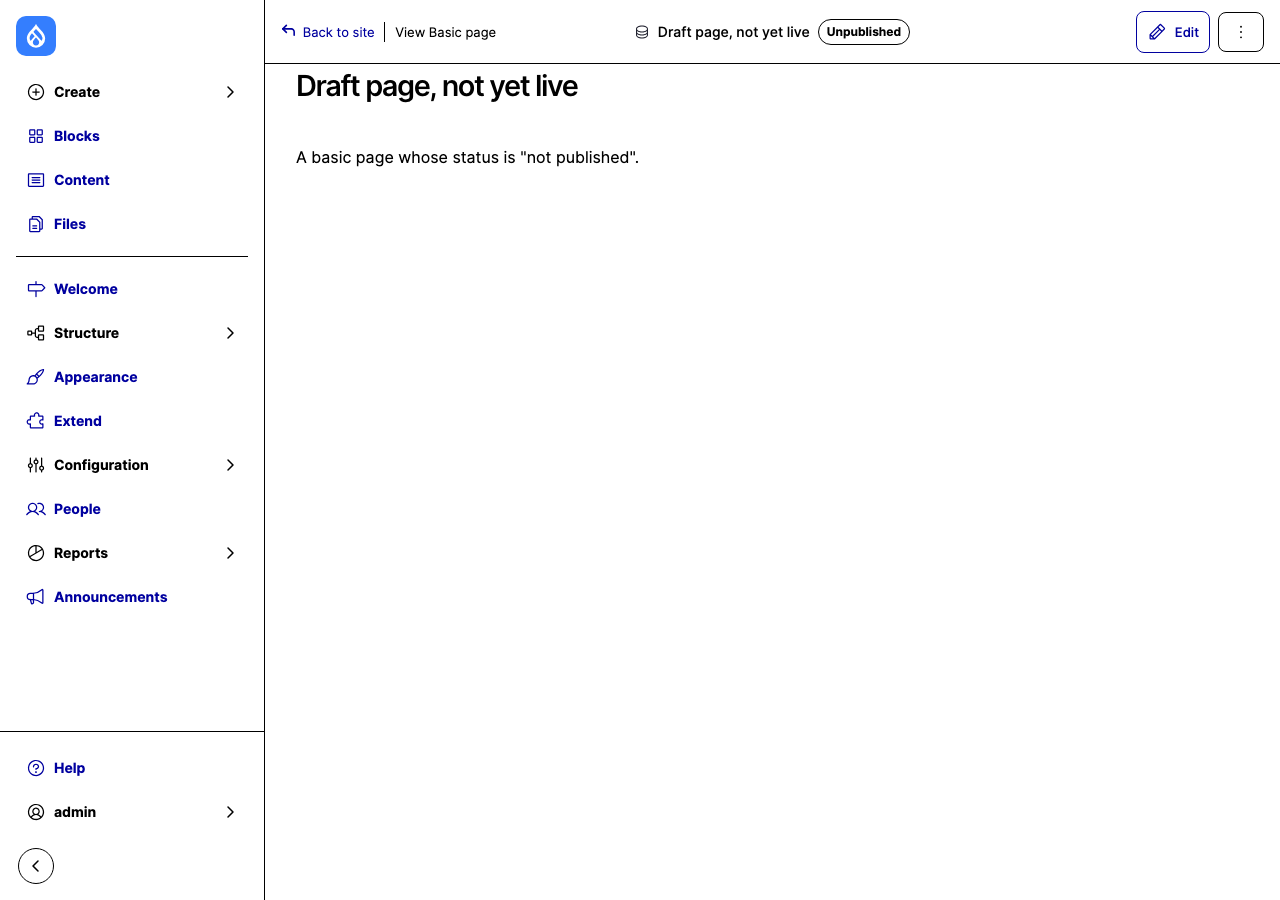 Create
Blocks
Content
Files
Welcome
Structure
Appearance
Extend
Configuration
People
Reports
Announcements
Help
admin
Back to site
View Basic page
Draft page, not yet live
Unpublished
Edit
Draft page, not yet live
A basic page whose status is "not published".